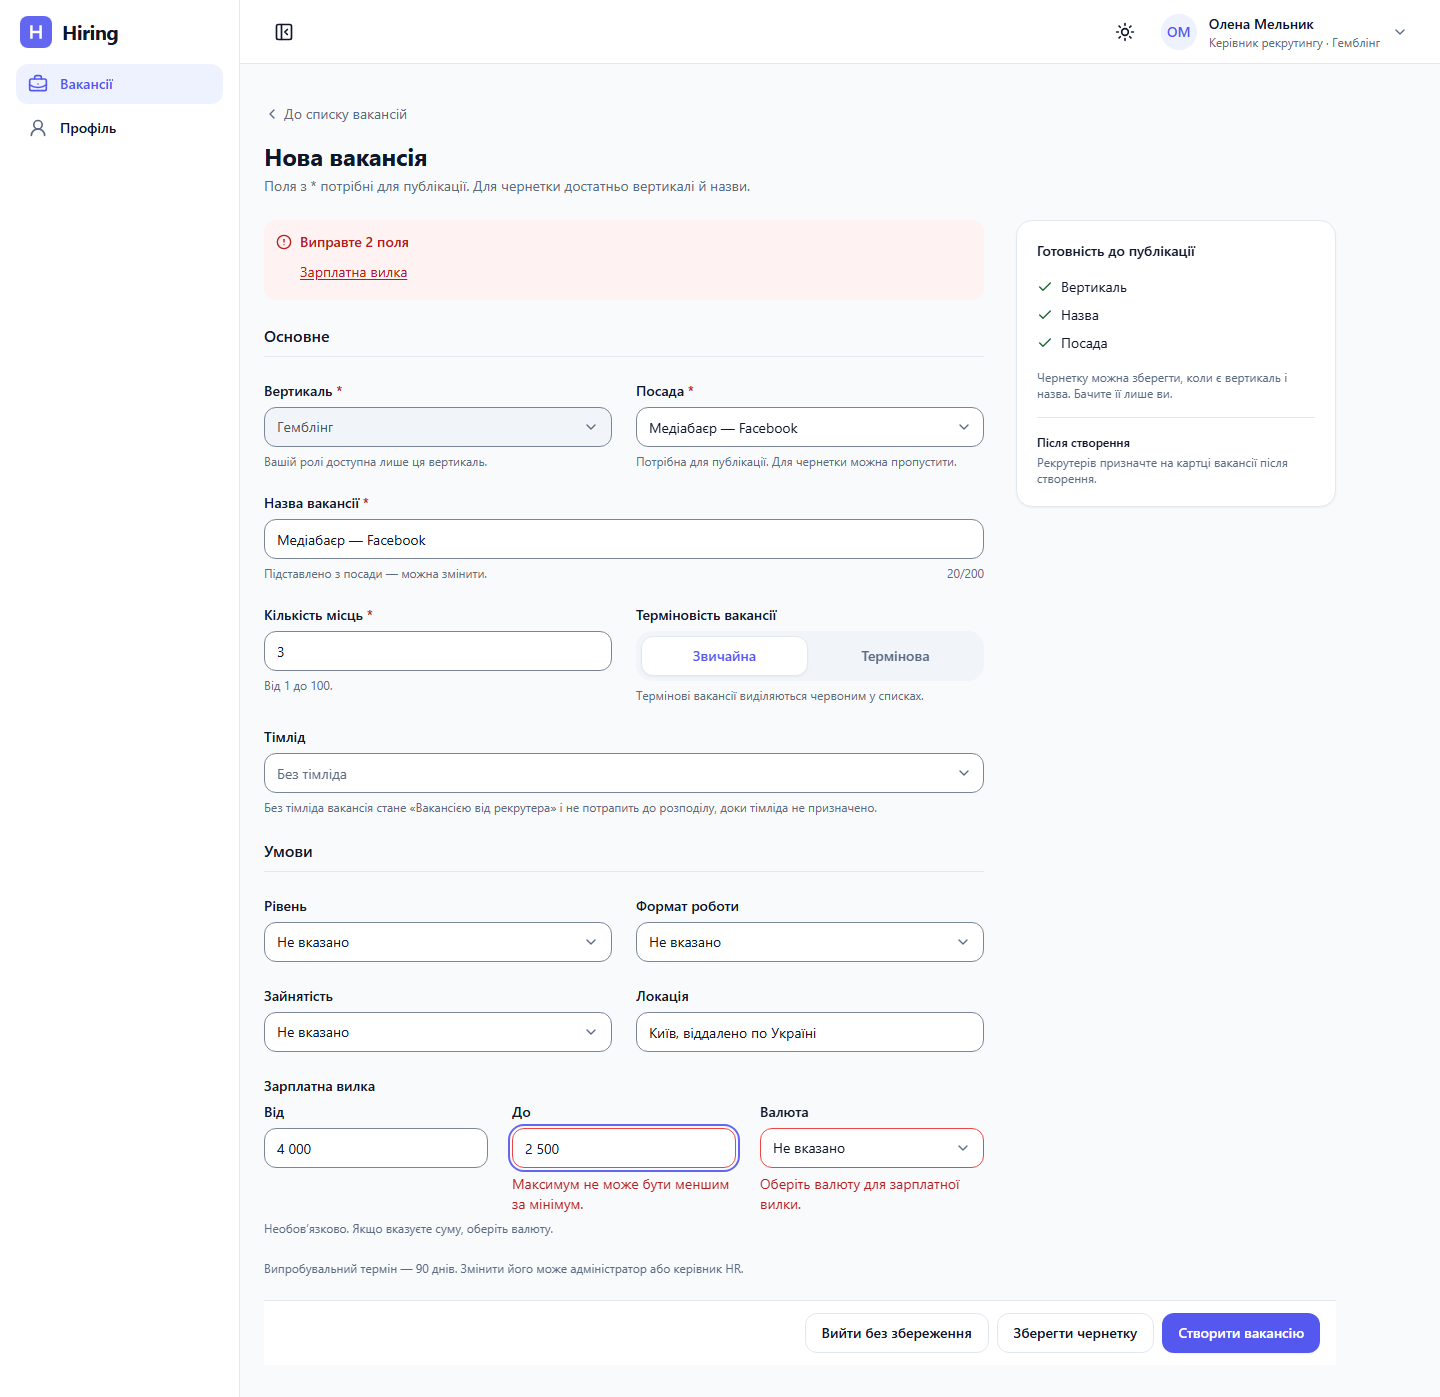 H Hiring
ОМ
Олена Мельник
Керівник рекрутингу · Гемблінг
Вакансії
Профіль
До списку вакансій
Нова вакансія
Поля з * потрібні для публікації. Для чернетки достатньо вертикалі й назви.
Виправте 2 поля
Зарплатна вилка
Основне
Вертикаль *
Гемблінг
Вашій ролі доступна лише ця вертикаль.
Посада *
Медіабаєр — Facebook
Потрібна для публікації. Для чернетки можна пропустити.
Назва вакансії *
Медіабаєр — Facebook
Підставлено з посади — можна змінити.
20/200
Кількість місць *
3
Від 1 до 100.
Терміновість вакансії
Звичайна
Термінова
Термінові вакансії виділяються червоним у списках.
Тімлід
Без тімліда
Без тімліда вакансія стане «Вакансією від рекрутера» і не потрапить до розподілу, доки тімліда не призначено.
Умови
Рівень
Не вказано
Формат роботи
Не вказано
Зайнятість
Не вказано
Локація
Київ, віддалено по Україні
Зарплатна вилка
Від
4 000
До
2 500
Максимум не може бути меншим
за мінімум.
Валюта
Не вказано
Оберіть валюту для зарплатної
вилки.
Необов’язково. Якщо вказуєте суму, оберіть валюту.
Випробувальний термін — 90 днів. Змінити його може адміністратор або керівник HR.
Вийти без збереження
Зберегти чернетку
Створити вакансію
Готовність до публікації
Вертикаль
Назва
Посада
Чернетку можна зберегти, коли є вертикаль і
назва. Бачите її лише ви.
Після створення
Рекрутерів призначте на картці вакансії після
створення.